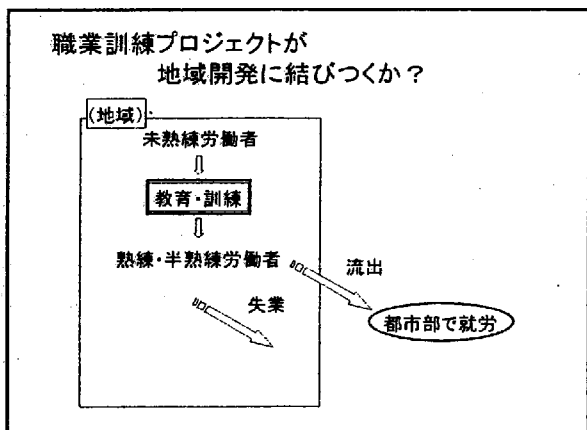 職業訓練プロジェクトが
地域開発に結びつくか？
(地域)
未熟練労働者
教育・訓練
熟練・半熟練労働者
流出
失業
都市部で就労